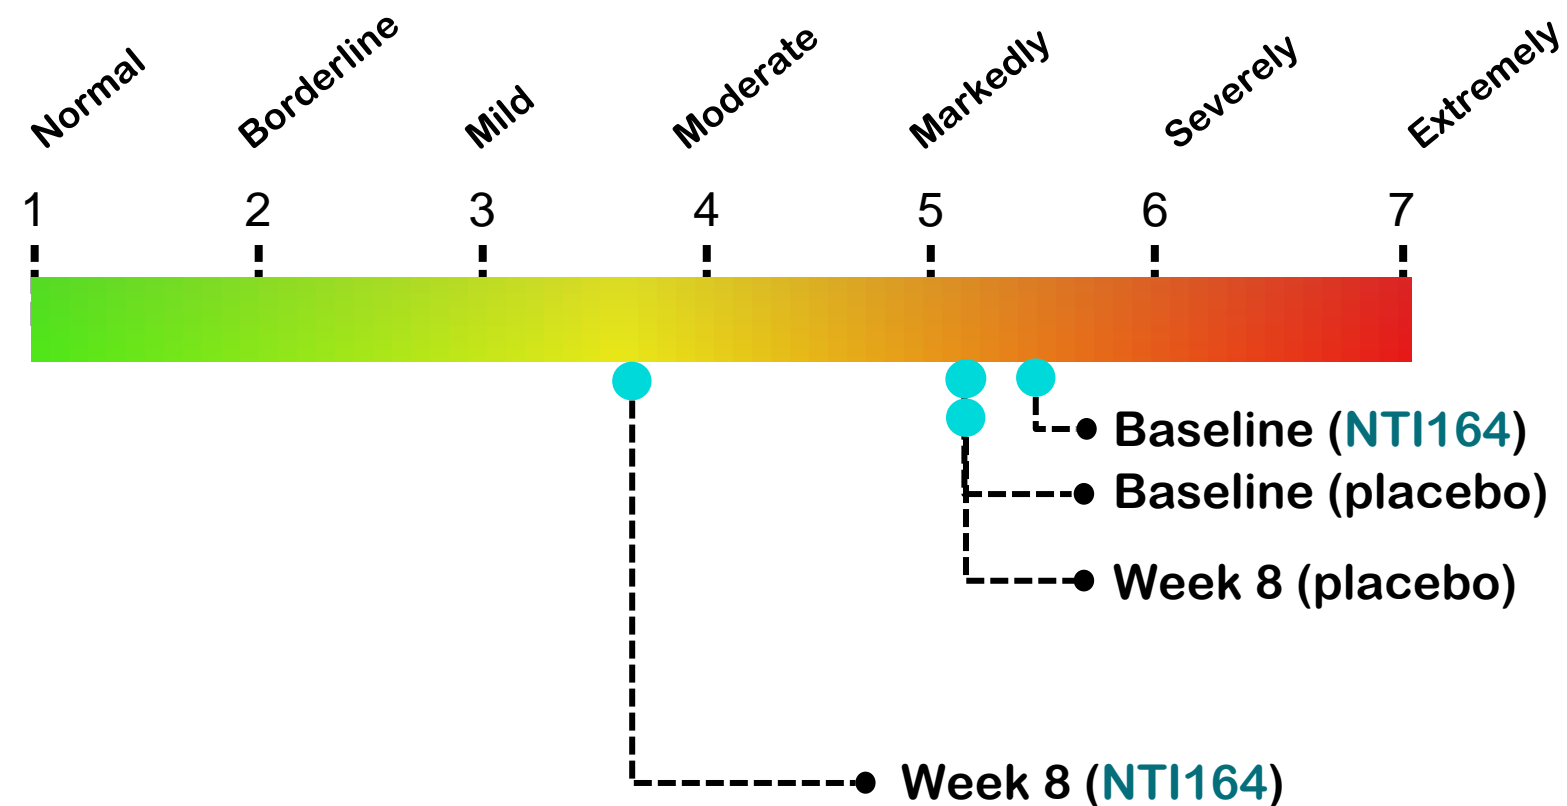 Normal
Borderline
Mild
Moderate
Markedly
Severely
Extremely
1 2 3 4 5 6 7
Baseline (NTI164)
Baseline (placebo)
Week 8 (placebo)
Week 8 (NTI164)